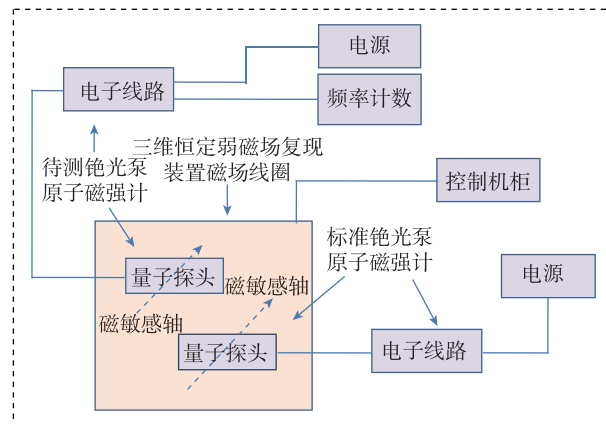 电源
电子线路
频率计数
三维恒定弱磁场复现
装置磁场线圈
待测铯光泵
原子磁强计
控制机柜
标准铯光泵
原子磁强计
量子探头
磁敏感轴
电源
磁敏感轴
量子探头
电子线路